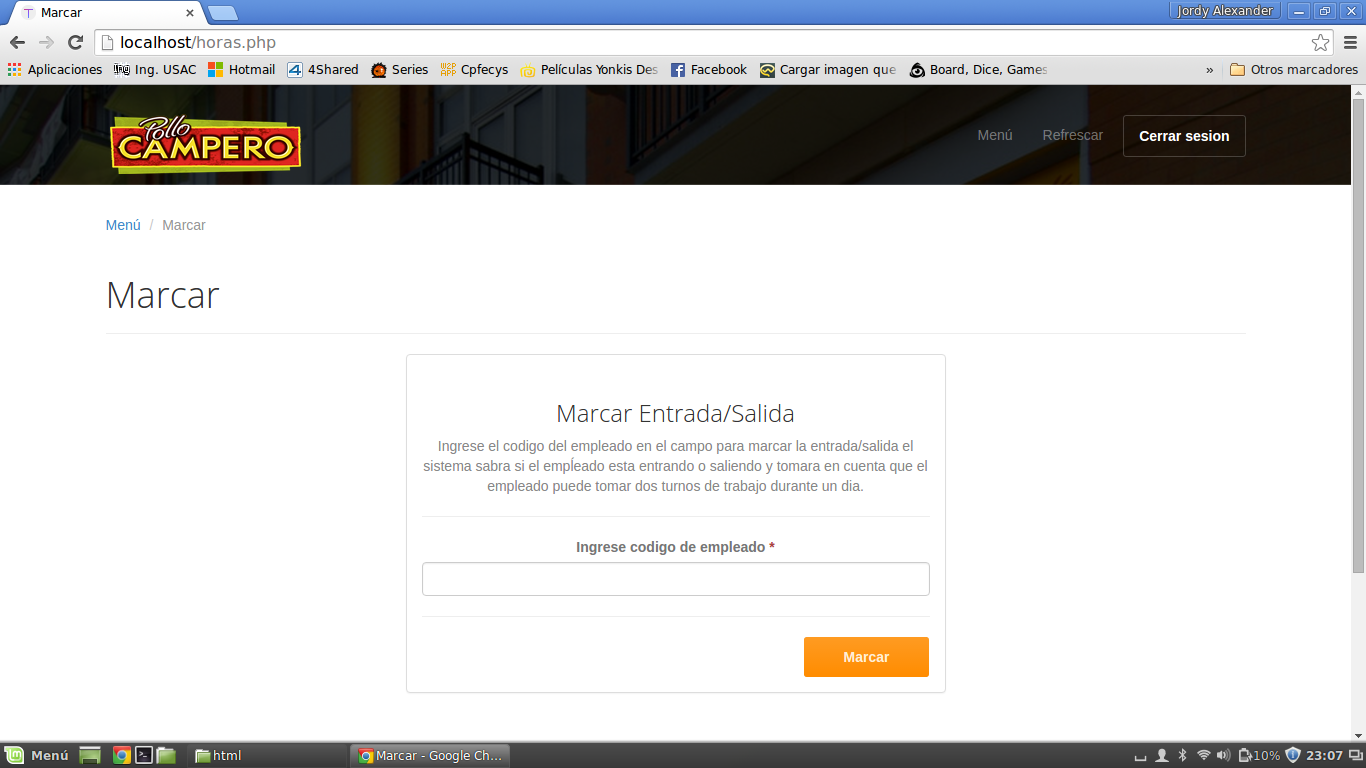 Marcar
Jordy Alexander
localhost/horas.php
Aplicaciones Ing. USAC Hotmail 4Shared Series Cpfecys Películas Yonkis Des Facebook Cargar imagen que Board, Dice, Games » Otros marcadores
Pollo
CAMPERO
Menú Refrescar Cerrar sesion
Menú / Marcar
Marcar
Marcar Entrada/Salida
Ingrese el codigo del empleado en el campo para marcar la entrada/salida el
sistema sabra si el empĺeado esta entrando o saliendo y tomara en cuenta que el
empleado puede tomar dos turnos de trabajo durante un dia.
Ingrese codigo de empleado *
Marcar
Menú html Marcar - Google Ch... 10% 23:07